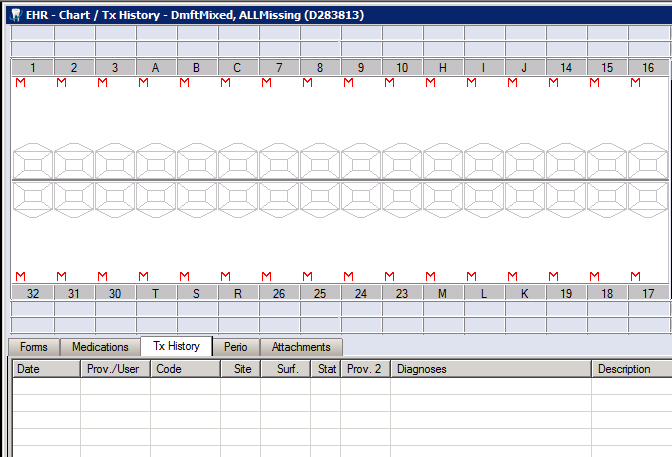 EHR - Chart / Tx History - DmftMixed, ALLMissing (D283813)
1 2 3 A B C 7 8 9 10 H I J 14 15 16
M M M M M M M M M M M M M M M M
M M M M M M M M M M M M M M M M
32 31 30 T S R 26 25 24 23 M L K 19 18 17
Forms Medications Tx History Perio Attachments
Date Prov./User Code Site Surf. Stat Prov. 2 Diagnoses Description